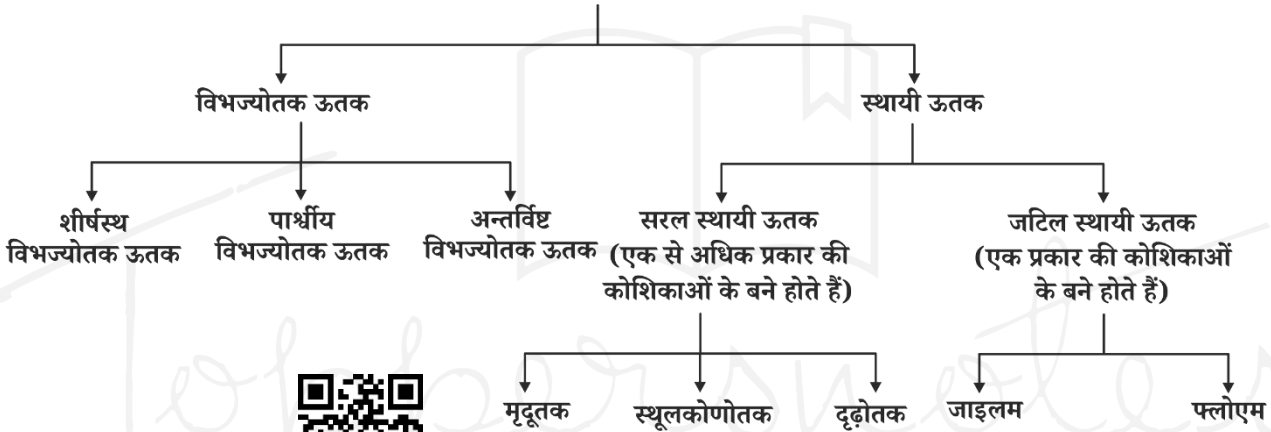 विभज्योतक ऊतक
स्थायी ऊतक
शीर्षस्थ
विभज्योतक ऊतक
पार्श्वीय
विभज्योतक ऊतक
अन्तर्विष्ट
विभज्योतक ऊतक
सरल स्थायी ऊतक
(एक से अधिक प्रकार की
कोशिकाओं के बने होते हैं)
जटिल स्थायी ऊतक
(एक प्रकार की कोशिकाओं
के बने होते हैं)
मृदूतक
स्थूलकोणोतक
दृढ़ोतक
जाइलम
फ्लोएम
Toppersnotes